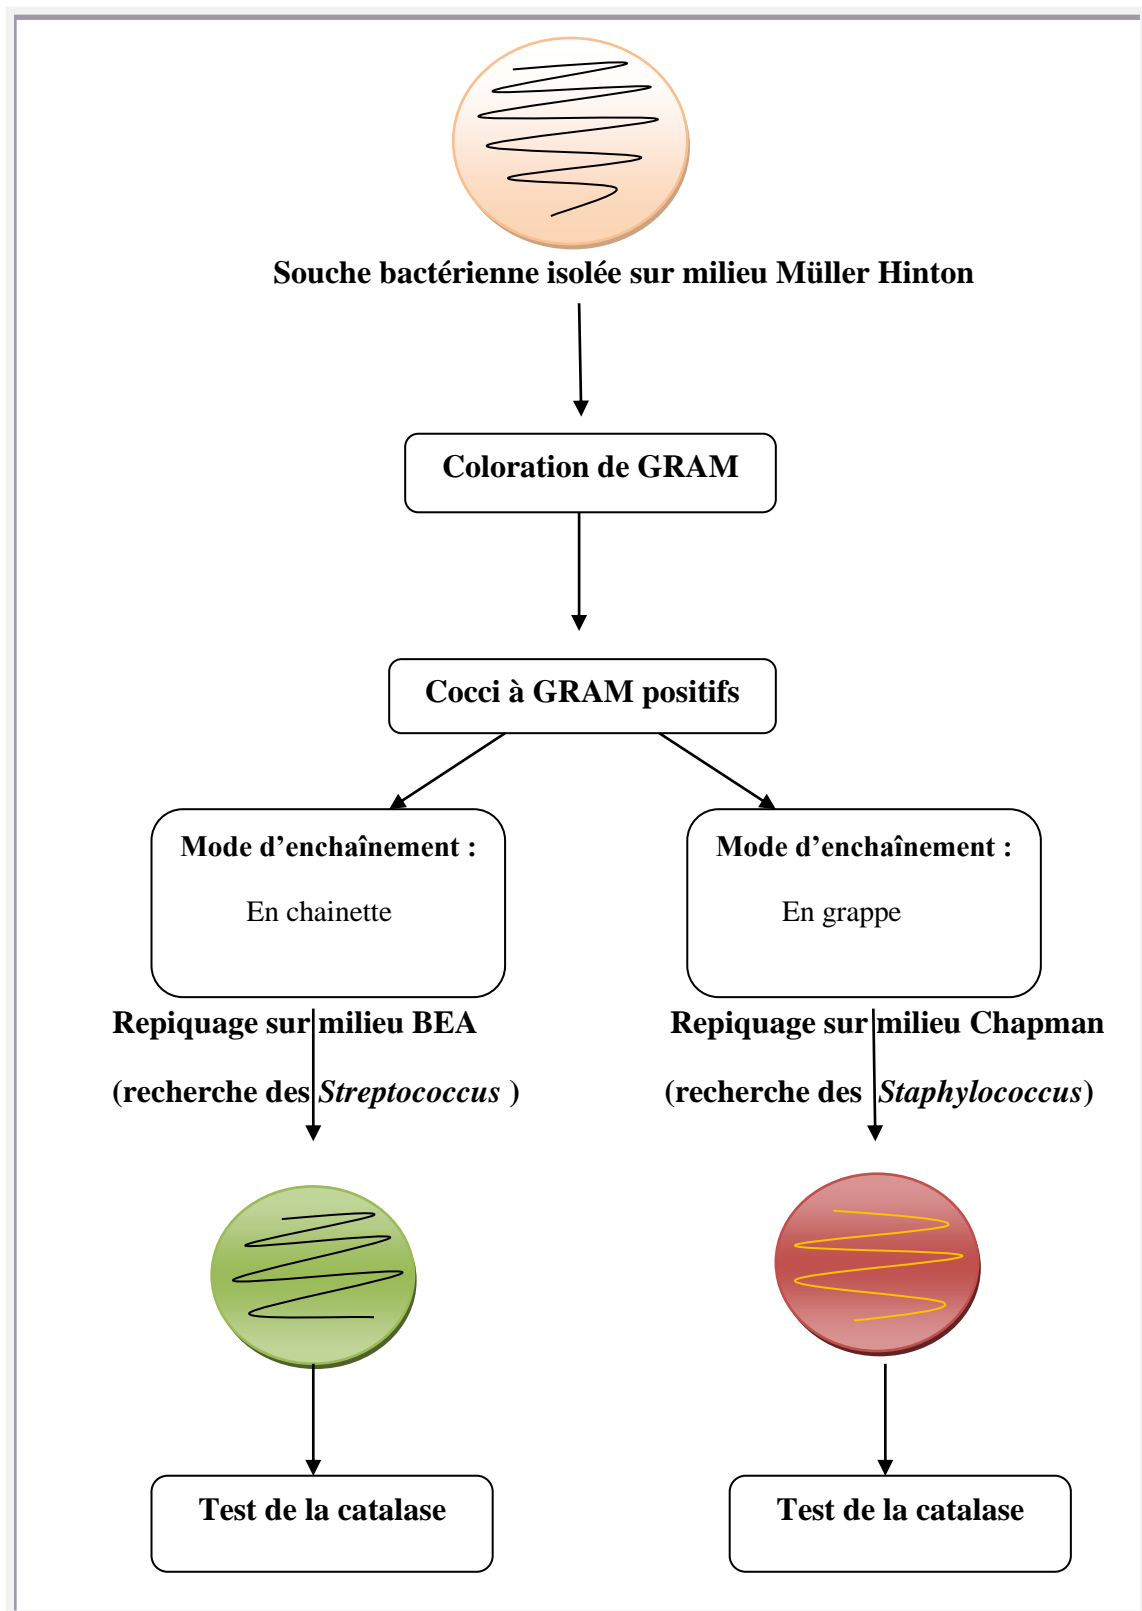 Souche bactérienne isolée sur milieu Müller Hinton
Coloration de GRAM
Cocci à GRAM positifs
Mode d’enchaînement :
En chainette
Mode d’enchaînement :
En grappe
Repiquage sur milieu BEA
(recherche des Streptococcus )
Repiquage sur milieu Chapman
(recherche des Staphylococcus)
Test de la catalase
Test de la catalase